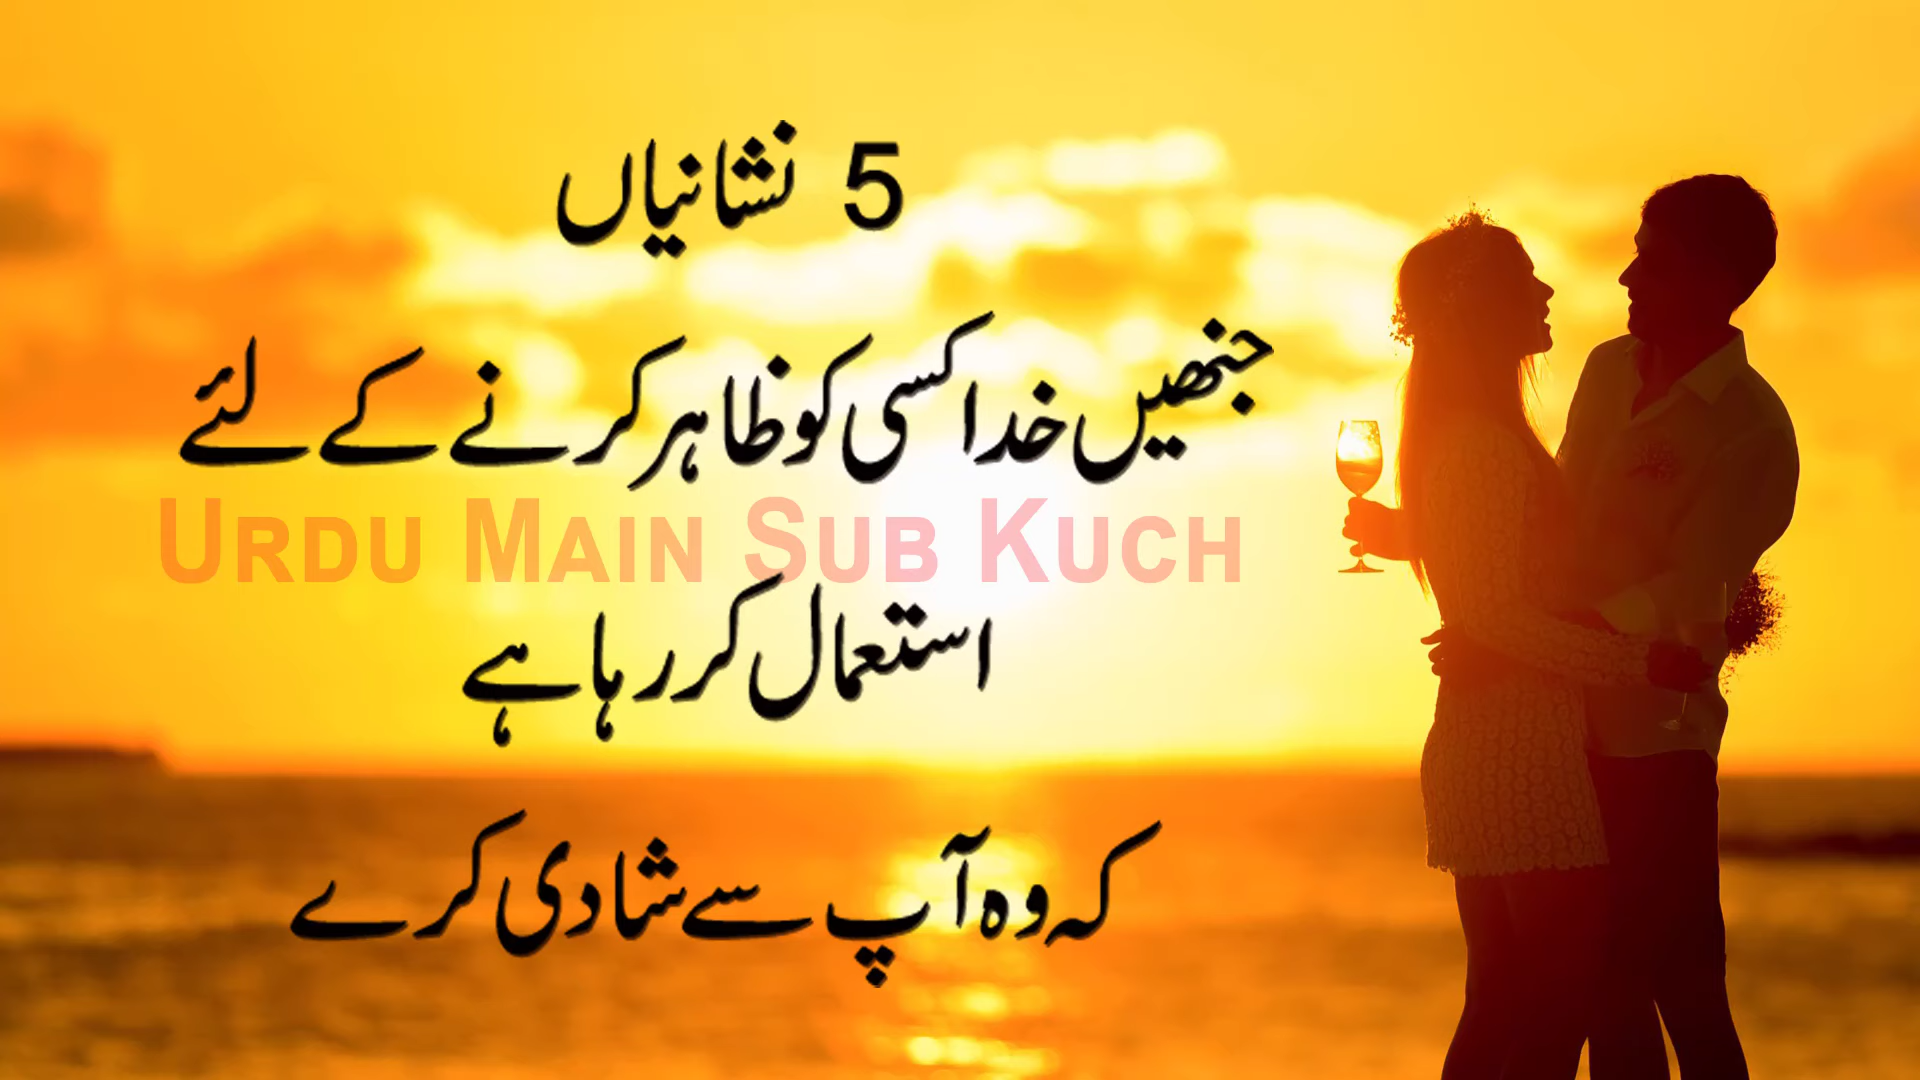 5 نشانیاں
جنھیں خدا کسی کو ظاہر کرنے کے لئے
Urdu Main Sub Kuch
استعمال کر رہا ہے
کہ وہ آپ سے شادی کرے